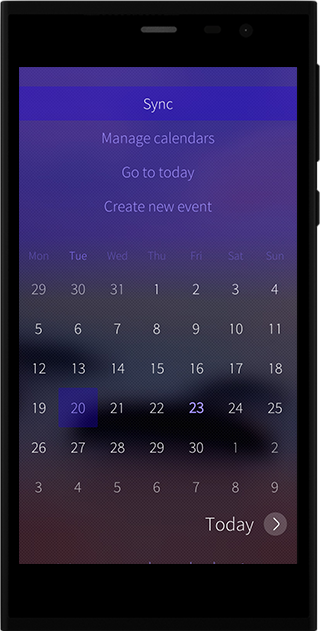 Sync
Manage calendars
Go to today
Create new event
Mon Tue Wed Thu Fri Sat Sun
29 30 31 1 2 3 4
5 6 7 8 9 10 11
12 13 14 15 16 17 18
19 20 21 22 23 24 25
26 27 28 29 30 1 2
3 4 5 6 7 8 9
Today